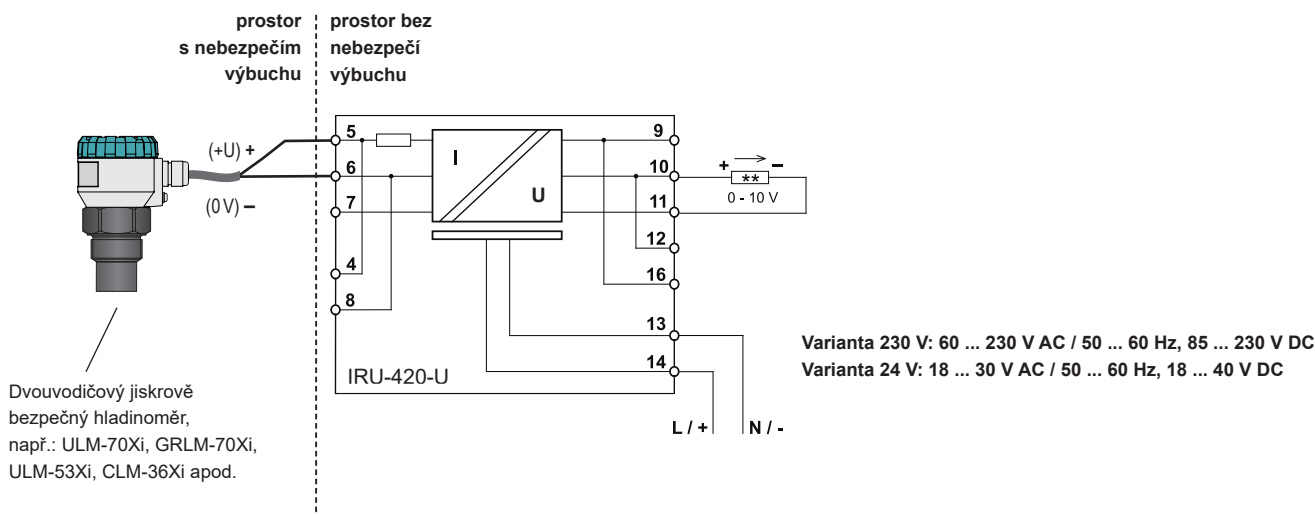 prostor
s nebezpečím
výbuchu
prostor bez
nebezpečí
výbuchu
(+U) +
(0 V) –
5
6
7
4
8
I
U
9
10
11
12
16
13
14
IRU-420-U
+ –
**
0 - 10 V
L / +
N / -
Varianta 230 V: 60 ... 230 V AC / 50 ... 60 Hz, 85 ... 230 V DC
Varianta 24 V: 18 ... 30 V AC / 50 ... 60 Hz, 18 ... 40 V DC
Dvouvodičový jiskrově
bezpečný hladinoměr,
např.: ULM-70Xi, GRLM-70Xi,
ULM-53Xi, CLM-36Xi apod.